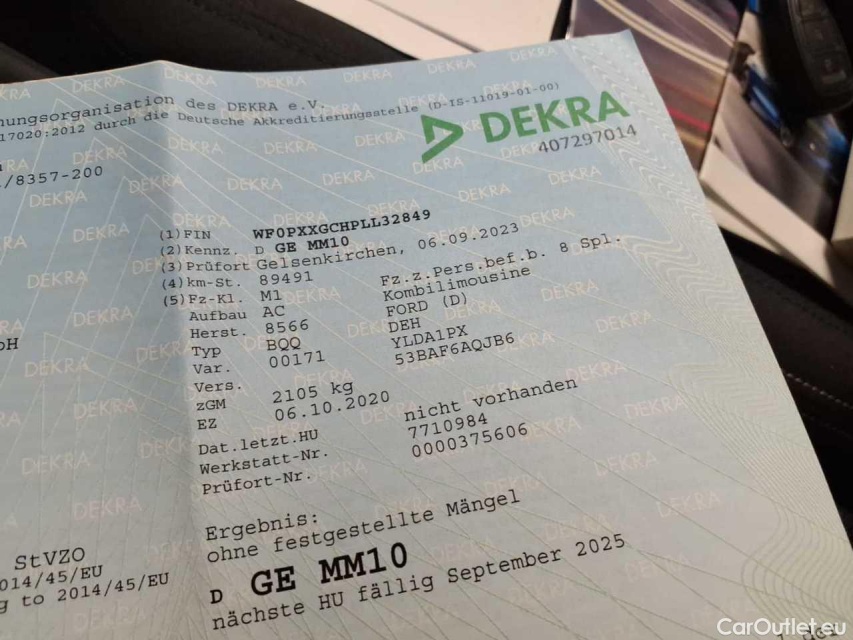 nungsorganisation des DEKRA e.V.
17020:2012 durch die Deutsche Akkreditierungsstelle (D-IS-11019-01-00)
DEKRA
407297014
/8357-200
(1) FIN WF0PXXGCHPLL32849
(2) Kennz. D GE MM10
(3) Prüfort Gelsenkirchen, 06.09.2023
(4) km-St. 89491
(5) Fz-Kl. M1 Fz.z.Pers.bef.b. 8 Spl.
Aufbau AC Kombilimousine
Herst. 8566 FORD (D)
Typ BQQ DEH
Var. 00171 YLDA1PX
Vers. 53BAF6AQJB6
zGM 2105 kg
EZ 06.10.2020
Dat.letzt.HU nicht vorhanden
Werkstatt-Nr. 7710984
Prüfort-Nr. 0000375606
Ergebnis:
ohne festgestellte Mängel
D GE MM10
nächste HU fällig September 2025
bH
StVZO
014/45/EU
g to 2014/45/EU
CarOutlet.eu